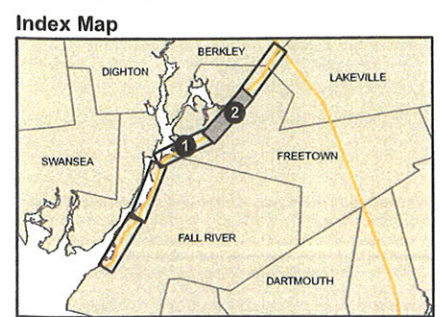 Index Map
BERKLEY
DIGHTON
LAKEVILLE
2
1
SWANSEA
FREETOWN
FALL RIVER
DARTMOUTH